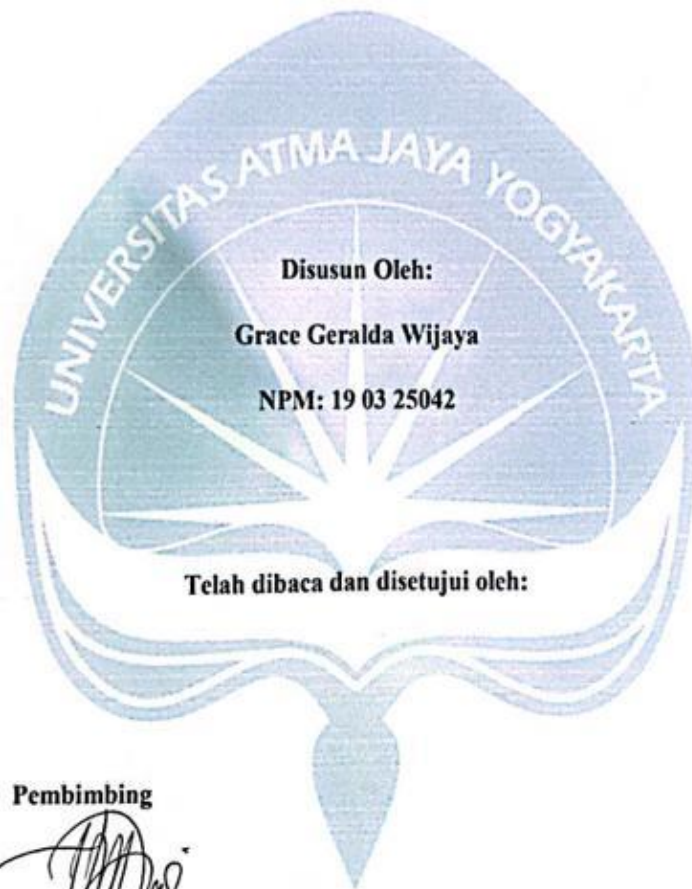 UNIVERSITAS ATMA JAYA YOGYAKARTA
Disusun Oleh:
Grace Geralda Wijaya
NPM: 19 03 25042
Telah dibaca dan disetujui oleh:
Pembimbing